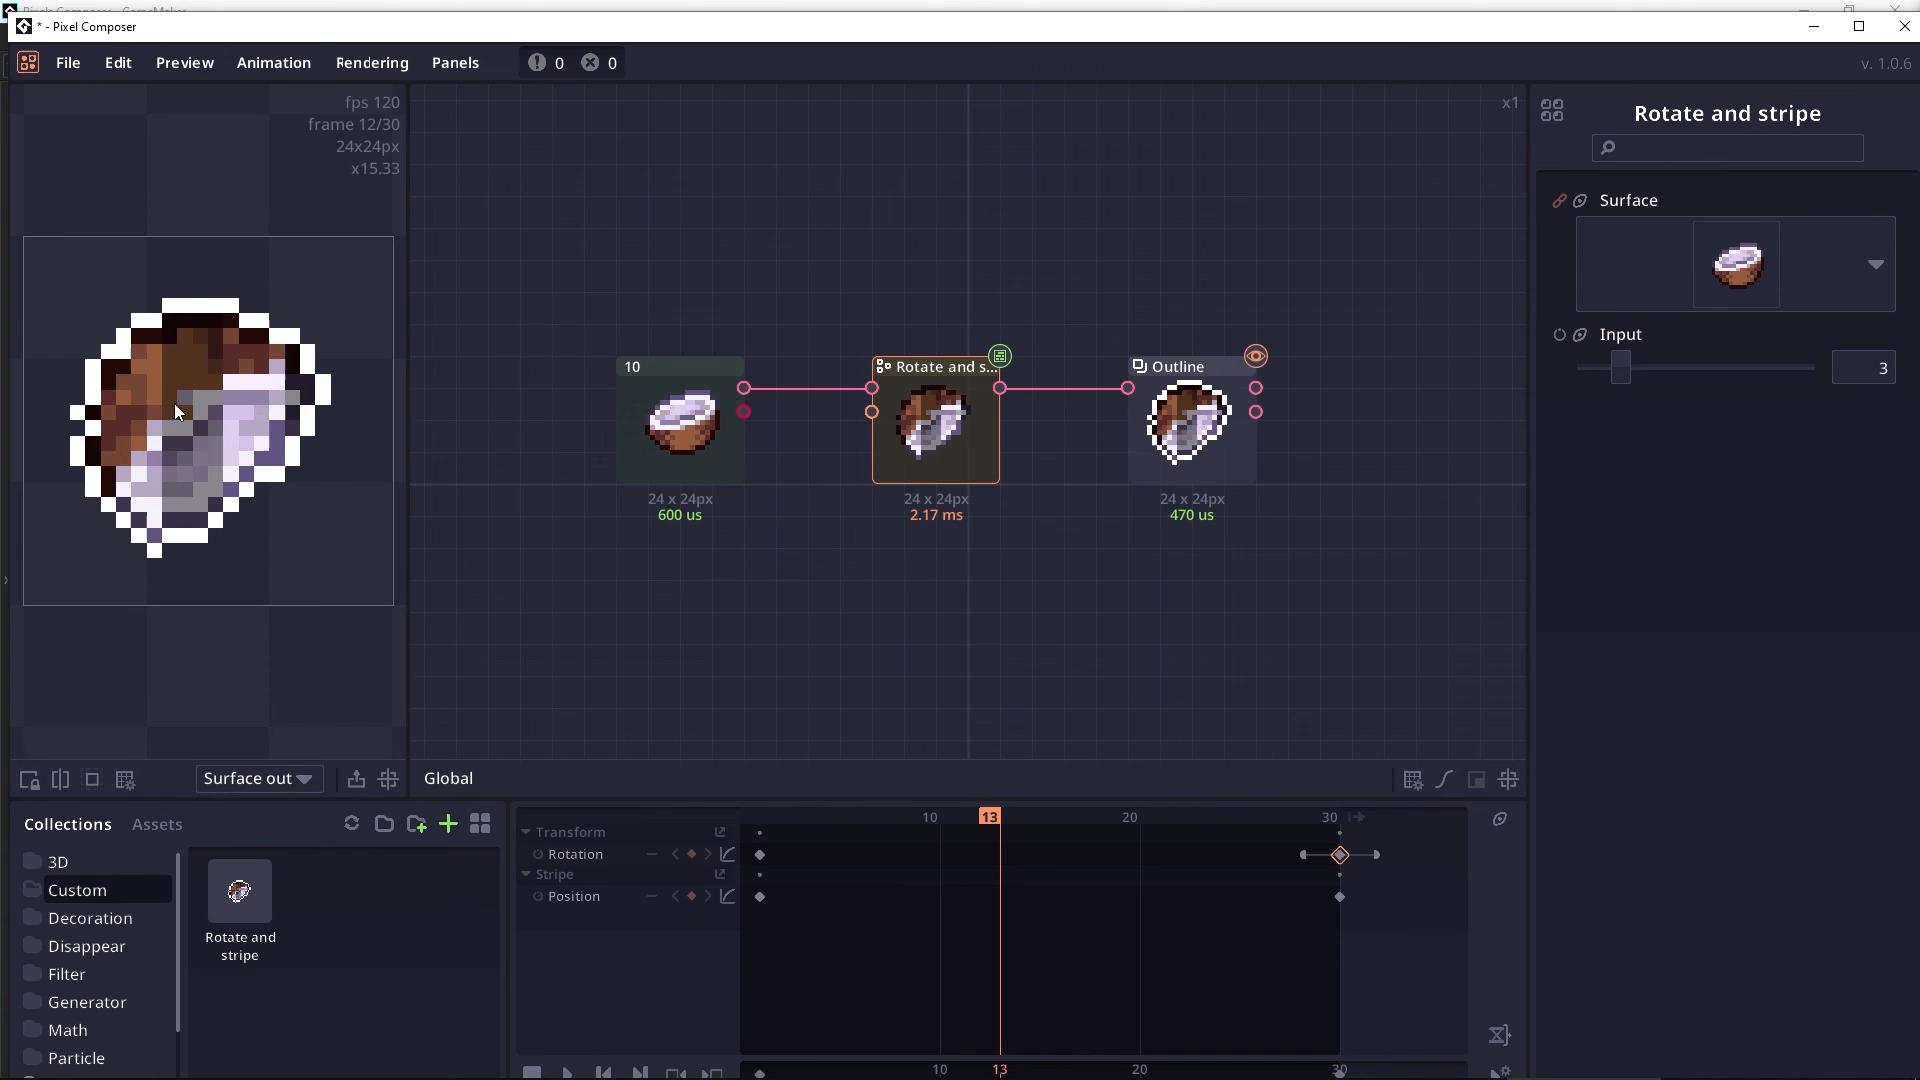 Pixels Composer - GameMaker
* - Pixel Composer
File Edit Preview Animation Rendering Panels 0 0 v. 1.0.6
fps 120
frame 12/30
24x24px
x15.33
x1
Rotate and stripe
Surface
Input
3
10
Rotate and s...
Outline
24 x 24px
600 us
24 x 24px
2.17 ms
24 x 24px
470 us
Surface out
Global
Collections Assets
3D
Custom
Decoration
Disappear
Filter
Generator
Math
Particle
Rotate and
stripe
10 13 20 30
Transform
Rotation
Stripe
Position
10 13 20 30